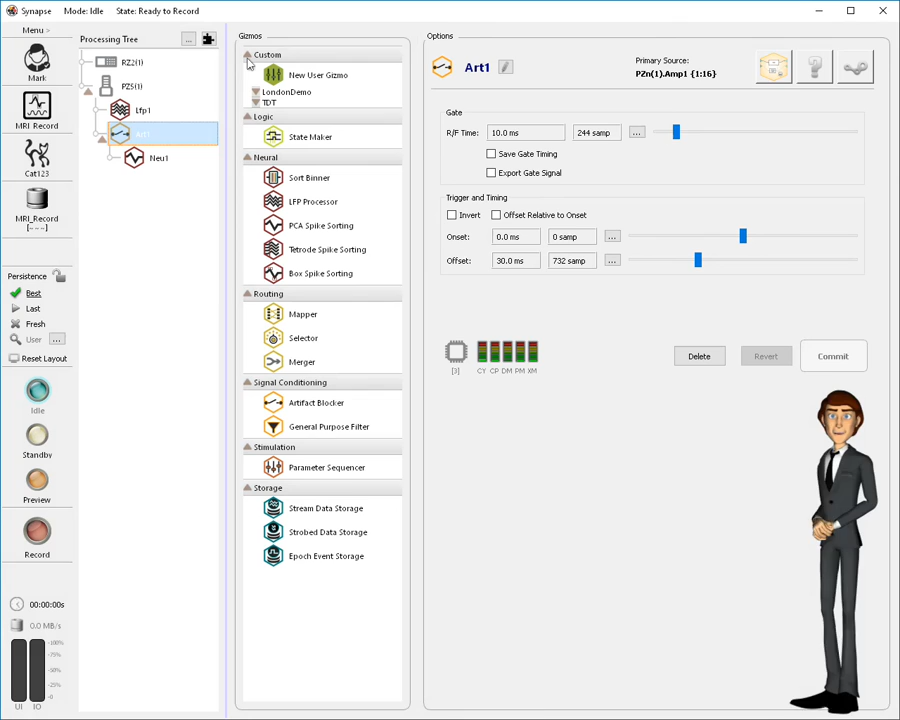 Synapse Mode: Idle State: Ready to Record
Menu
Mark
MRI_Record
Cat123
MRI_Record
[---]
Persistence
Best
Last
Fresh
User ...
Reset Layout
Idle
Standby
Preview
Record
00:00:00s
0.0 MB/s
-100%
-75%
-50%
-25%
-0
UI IO
Processing Tree ...
RZ2(1)
PZ5(1)
Lfp1
Art1
Neu1
Gizmos
Custom
New User Gizmo
LondonDemo
TDT
Logic
State Maker
Neural
Sort Binner
LFP Processor
PCA Spike Sorting
Tetrode Spike Sorting
Box Spike Sorting
Routing
Mapper
Selector
Merger
Signal Conditioning
Artifact Blocker
General Purpose Filter
Stimulation
Parameter Sequencer
Storage
Stream Data Storage
Strobed Data Storage
Epoch Event Storage
Options
Art1
Primary Source:
PZn(1).Amp1 {1:16}
?
Gate
R/F Time: 10.0 ms 244 samp ...
Save Gate Timing
Export Gate Signal
Trigger and Timing
Invert Offset Relative to Onset
Onset: 0.0 ms 0 samp ...
Offset: 30.0 ms 732 samp ...
[3] CY CP DM PM XM
Delete Revert Commit